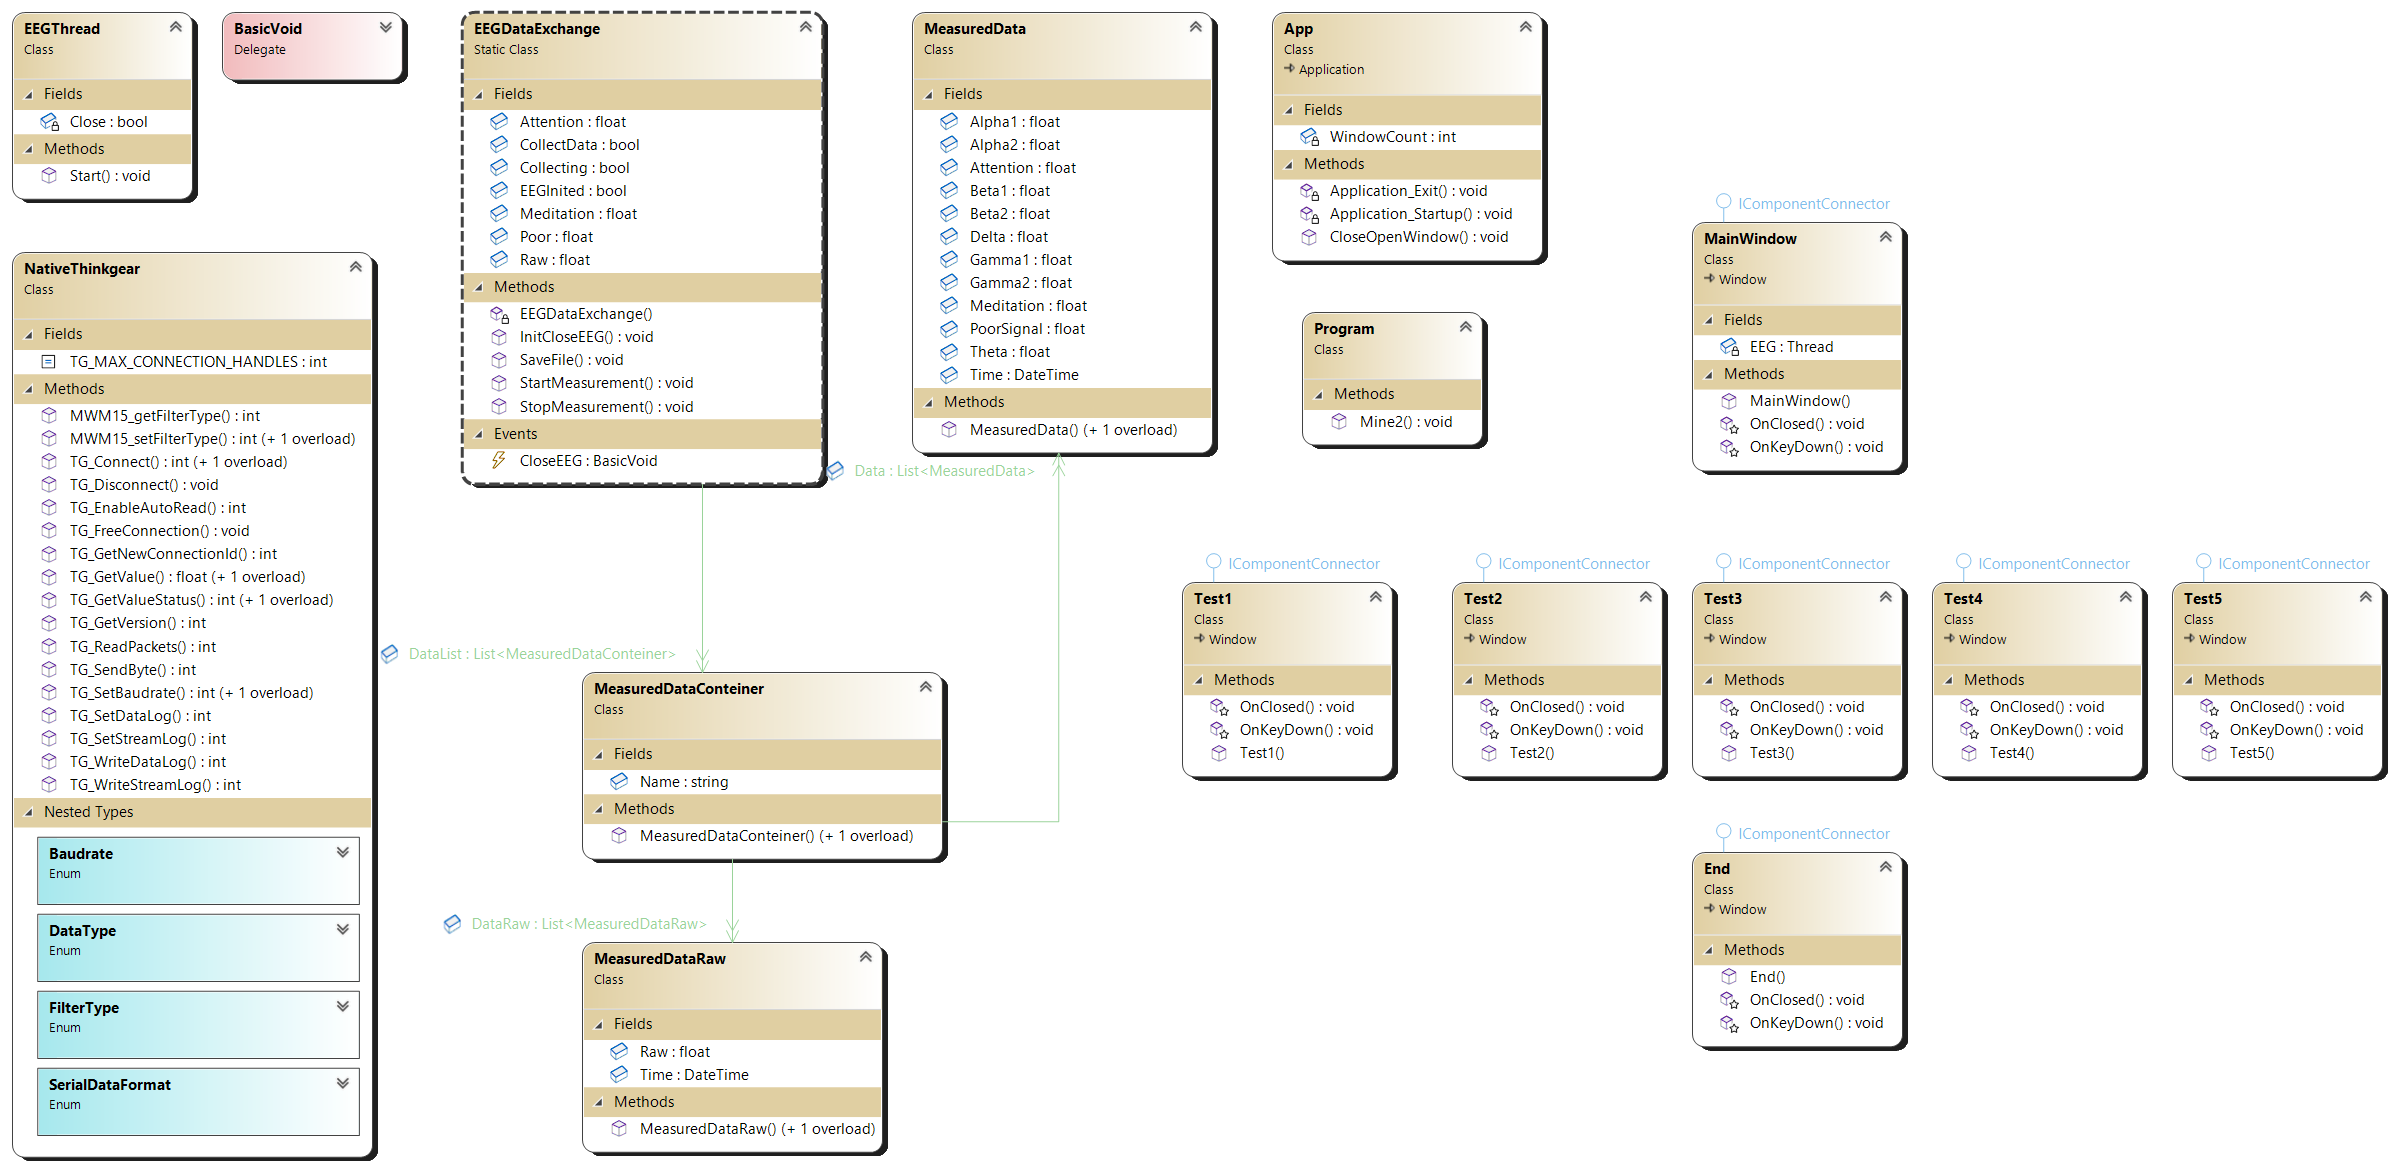 EEGThread
Class
Fields
Close : bool
Methods
Start() : void
BasicVoid
Delegate
NativeThinkgear
Class
Fields
TG_MAX_CONNECTION_HANDLES : int
Methods
MWM15_getFilterType() : int
MWM15_setFilterType() : int (+ 1 overload)
TG_Connect() : int (+ 1 overload)
TG_Disconnect() : void
TG_EnableAutoRead() : int
TG_FreeConnection() : void
TG_GetNewConnectionId() : int
TG_GetValue() : float (+ 1 overload)
TG_GetValueStatus() : int (+ 1 overload)
TG_GetVersion() : int
TG_ReadPackets() : int
TG_SendByte() : int
TG_SetBaudrate() : int (+ 1 overload)
TG_SetDataLog() : int
TG_SetStreamLog() : int
TG_WriteDataLog() : int
TG_WriteStreamLog() : int
Nested Types
Baudrate
Enum
DataType
Enum
FilterType
Enum
SerialDataFormat
Enum
EEGDataExchange
Static Class
Fields
Attention : float
CollectData : bool
Collecting : bool
EEGInited : bool
Meditation : float
Poor : float
Raw : float
Methods
EEGDataExchange()
InitCloseEEG() : void
SaveFile() : void
StartMeasurement() : void
StopMeasurement() : void
Events
CloseEEG : BasicVoid
DataList : List<MeasuredDataConteiner>
MeasuredDataConteiner
Class
Fields
Name : string
Methods
MeasuredDataConteiner() (+ 1 overload)
DataRaw : List<MeasuredDataRaw>
MeasuredDataRaw
Class
Fields
Raw : float
Time : DateTime
Methods
MeasuredDataRaw() (+ 1 overload)
MeasuredData
Class
Fields
Alpha1 : float
Alpha2 : float
Attention : float
Beta1 : float
Beta2 : float
Delta : float
Gamma1 : float
Gamma2 : float
Meditation : float
PoorSignal : float
Theta : float
Time : DateTime
Methods
MeasuredData() (+ 1 overload)
Data : List<MeasuredData>
App
Class
Application
Fields
WindowCount : int
Methods
Application_Exit() : void
Application_Startup() : void
CloseOpenWindow() : void
Program
Class
Methods
Mine2() : void
IComponentConnector
MainWindow
Class
Window
Fields
EEG : Thread
Methods
MainWindow()
OnClosed() : void
OnKeyDown() : void
IComponentConnector
Test1
Class
Window
Methods
OnClosed() : void
OnKeyDown() : void
Test1()
IComponentConnector
Test2
Class
Window
Methods
OnClosed() : void
OnKeyDown() : void
Test2()
IComponentConnector
Test3
Class
Window
Methods
OnClosed() : void
OnKeyDown() : void
Test3()
IComponentConnector
Test4
Class
Window
Methods
OnClosed() : void
OnKeyDown() : void
Test4()
IComponentConnector
Test5
Class
Window
Methods
OnClosed() : void
OnKeyDown() : void
Test5()
IComponentConnector
End
Class
Window
Methods
End()
OnClosed() : void
OnKeyDown() : void